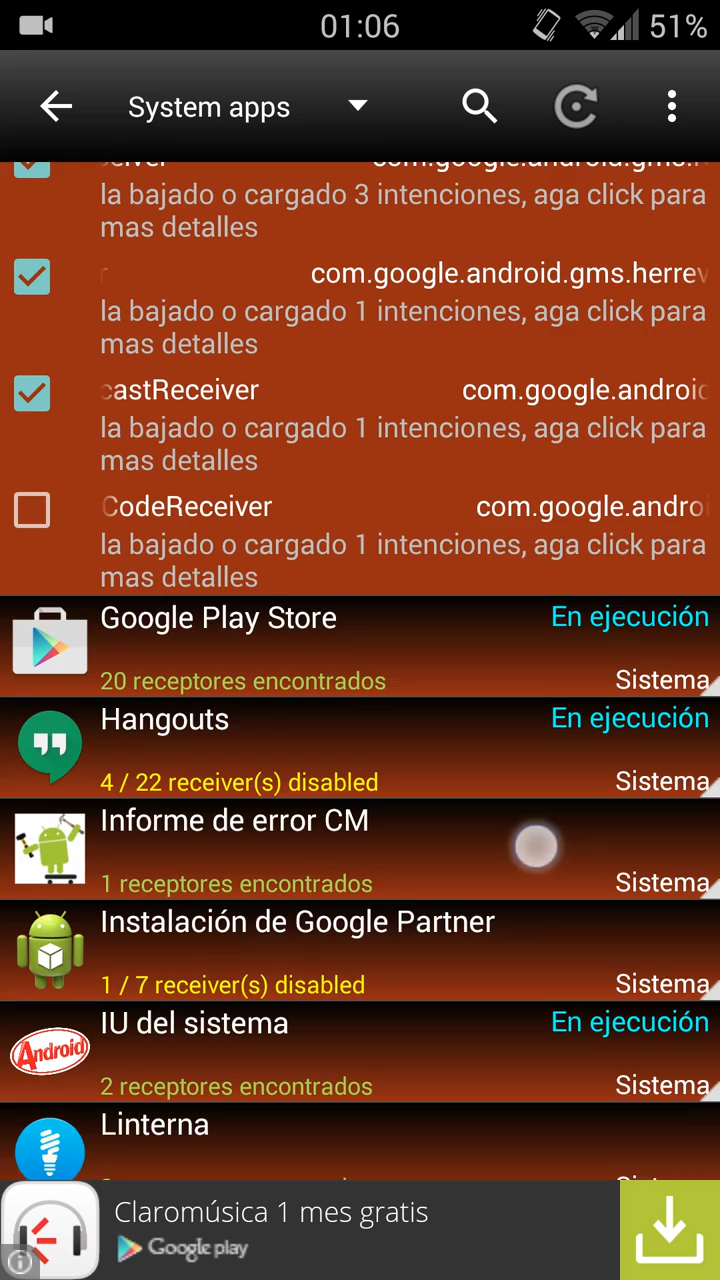 01:06 51%
System apps
la bajado o cargado 3 intenciones, aga click para
mas detalles
com.google.android.gms.herrev
la bajado o cargado 1 intenciones, aga click para
mas detalles
castReceiver com.google.android
la bajado o cargado 1 intenciones, aga click para
mas detalles
CodeReceiver com.google.androi
la bajado o cargado 1 intenciones, aga click para
mas detalles
Google Play Store En ejecución
20 receptores encontrados Sistema
Hangouts En ejecución
4 / 22 receiver(s) disabled Sistema
Informe de error CM
1 receptores encontrados Sistema
Instalación de Google Partner
1 / 7 receiver(s) disabled Sistema
IU del sistema En ejecución
Android
2 receptores encontrados Sistema
Linterna
Claromúsica 1 mes gratis
Google play